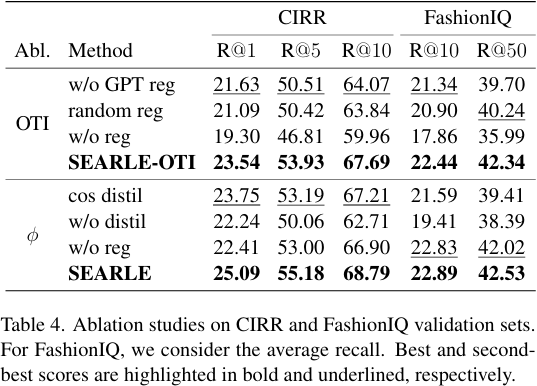 CIRR FashionIQ
Abl. Method R@1 R@5 R@10 R@10 R@50
OTI
w/o GPT reg 21.63 50.51 64.07 21.34 39.70
random reg 21.09 50.42 63.84 20.90 40.24
w/o reg 19.30 46.81 59.96 17.86 35.99
SEARLE-OTI 23.54 53.93 67.69 22.44 42.34
ϕ
cos distil 23.75 53.19 67.21 21.59 39.41
w/o distil 22.24 50.06 62.71 19.41 38.39
w/o reg 22.41 53.00 66.90 22.83 42.02
SEARLE 25.09 55.18 68.79 22.89 42.53
Table 4. Ablation studies on CIRR and FashionIQ validation sets.
For FashionIQ, we consider the average recall. Best and second-
best scores are highlighted in bold and underlined, respectively.